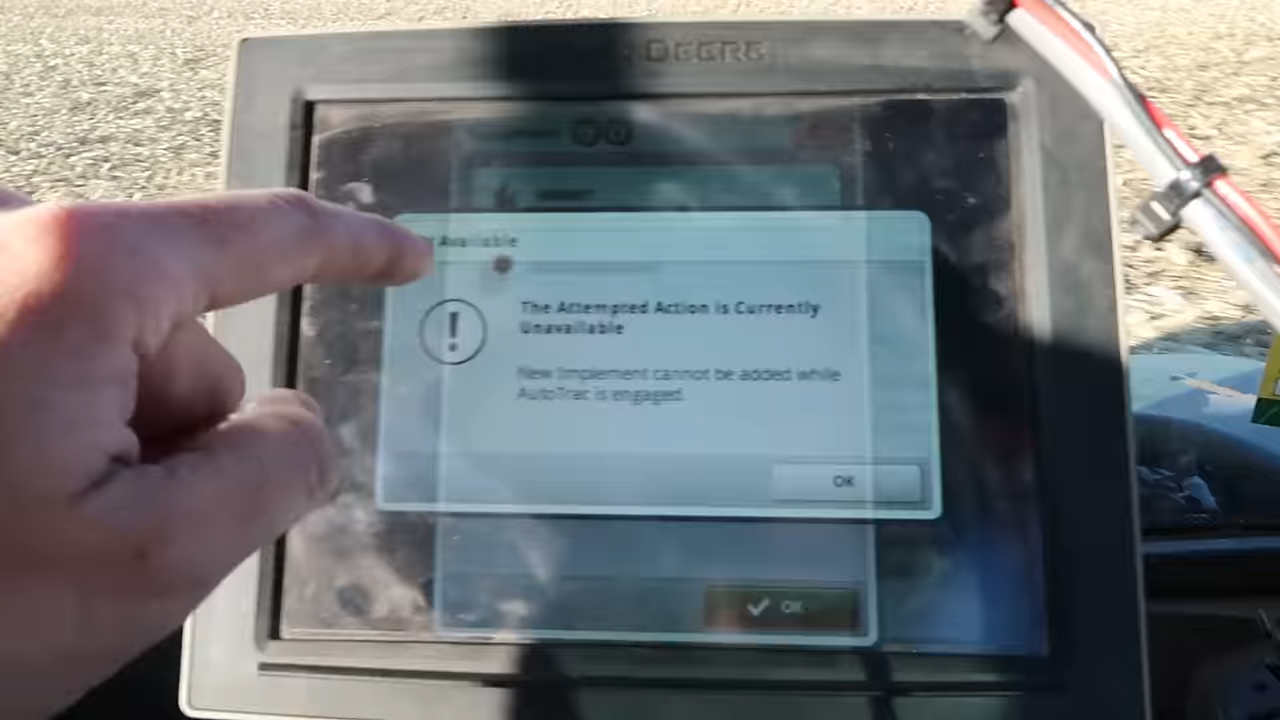 DEERE
Available
The Attempted Action is Currently
Unavailable
New Implement cannot be added while
AutoTrac is engaged.
OK
OK